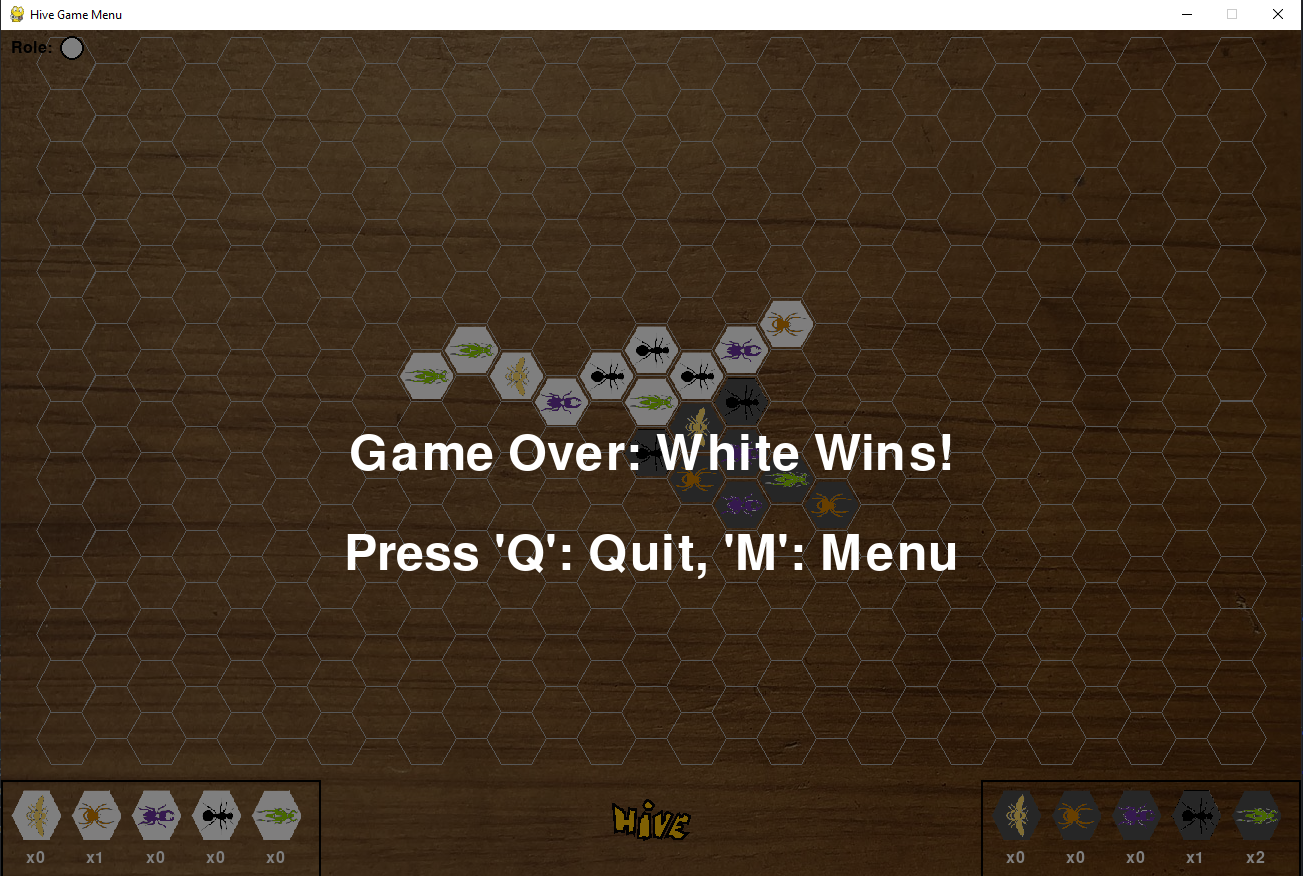 Hive Game Menu
Role:
Game Over: White Wins!
Press 'Q': Quit, 'M': Menu
HIVE
x0 x1 x0 x0 x0
x0 x0 x0 x1 x2